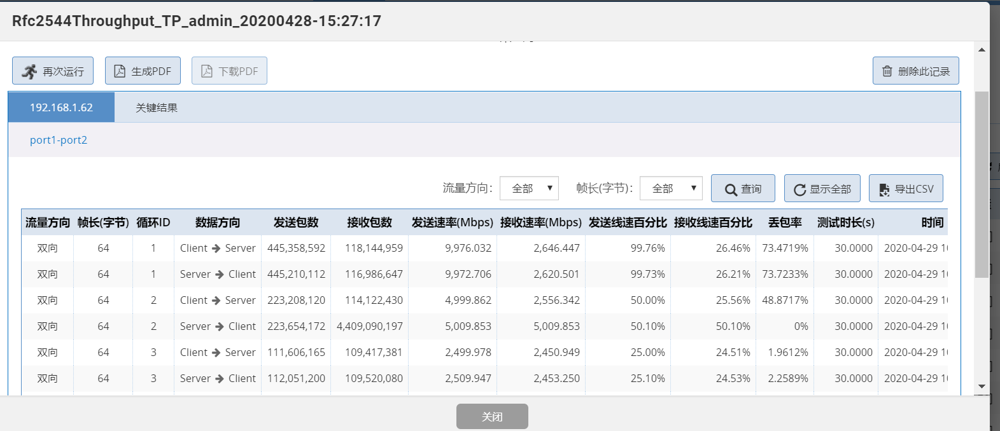 Rfc2544Throughput_TP_admin_20200428-15:27:17
再次运行 生成PDF 下载PDF 删除此记录
192.168.1.62 关键结果
port1-port2
流量方向: 全部 帧长(字节): 全部 查询 显示全部 导出CSV
流量方向 帧长(字节) 循环ID 数据方向 发送包数 接收包数 发送速率(Mbps) 接收速率(Mbps) 发送线速百分比 接收线速百分比 丢包率 测试时长(s) 时间
双向 64 1 Client ➔ Server 445,358,592 118,144,959 9,976.032 2,646.447 99.76% 26.46% 73.4719% 30.0000 2020-04-29 1
双向 64 1 Server ➔ Client 445,210,112 116,986,647 9,972.706 2,620.501 99.73% 26.21% 73.7233% 30.0000 2020-04-29 1
双向 64 2 Client ➔ Server 223,208,120 114,122,430 4,999.862 2,556.342 50.00% 25.56% 48.8717% 30.0000 2020-04-29 1
双向 64 2 Server ➔ Client 223,654,172 4,409,090,197 5,009.853 5,009.853 50.10% 50.10% 0% 30.0000 2020-04-29 1
双向 64 3 Client ➔ Server 111,606,165 109,417,381 2,499.978 2,450.949 25.00% 24.51% 1.9612% 30.0000 2020-04-29 1
双向 64 3 Server ➔ Client 112,051,200 109,520,080 2,509.947 2,453.250 25.10% 24.53% 2.2589% 30.0000 2020-04-29 1
关闭